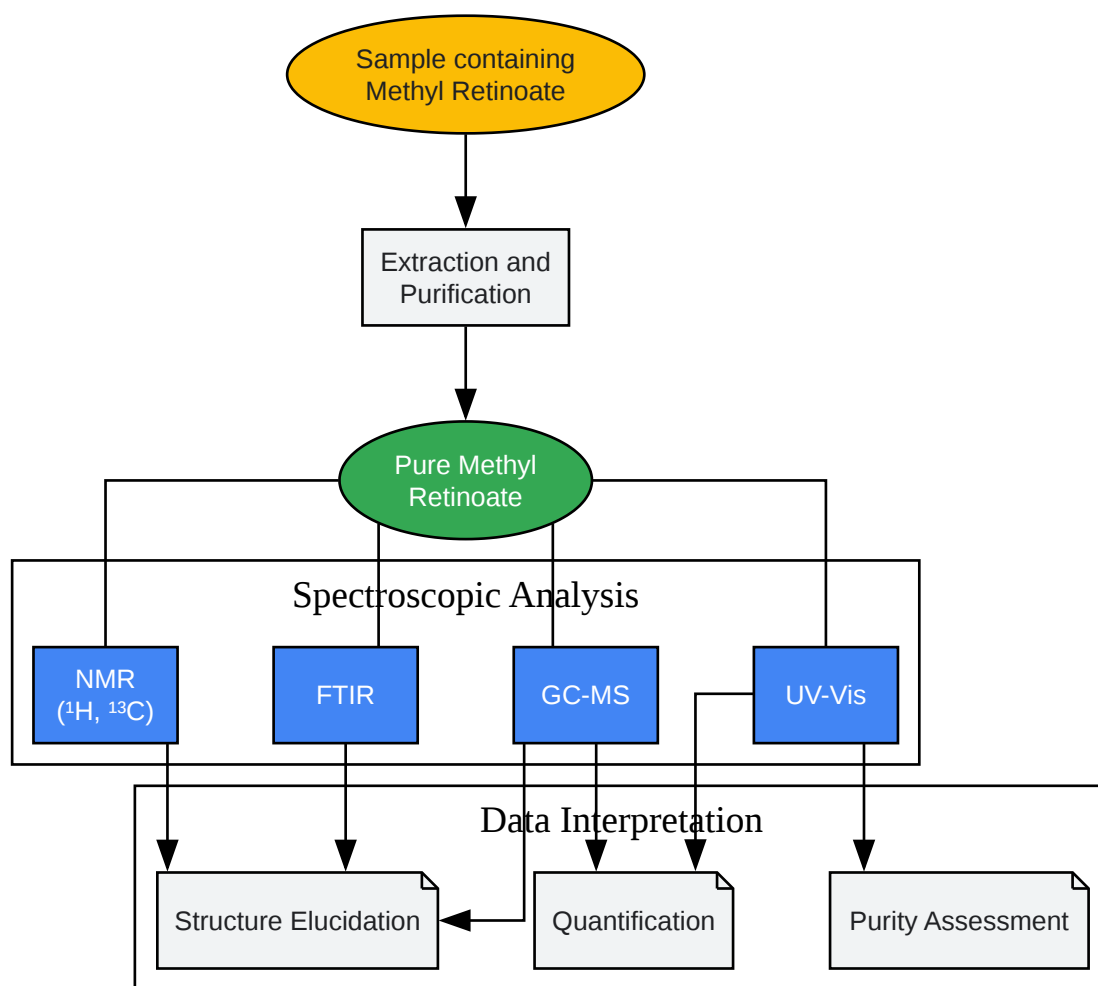 Sample containing
Methyl Retinoate
Extraction and
Purification
Pure Methyl
Retinoate
Spectroscopic Analysis
NMR
(¹H, ¹³C)
FTIR
GC-MS
UV-Vis
Data Interpretation
Structure Elucidation
Quantification
Purity Assessment